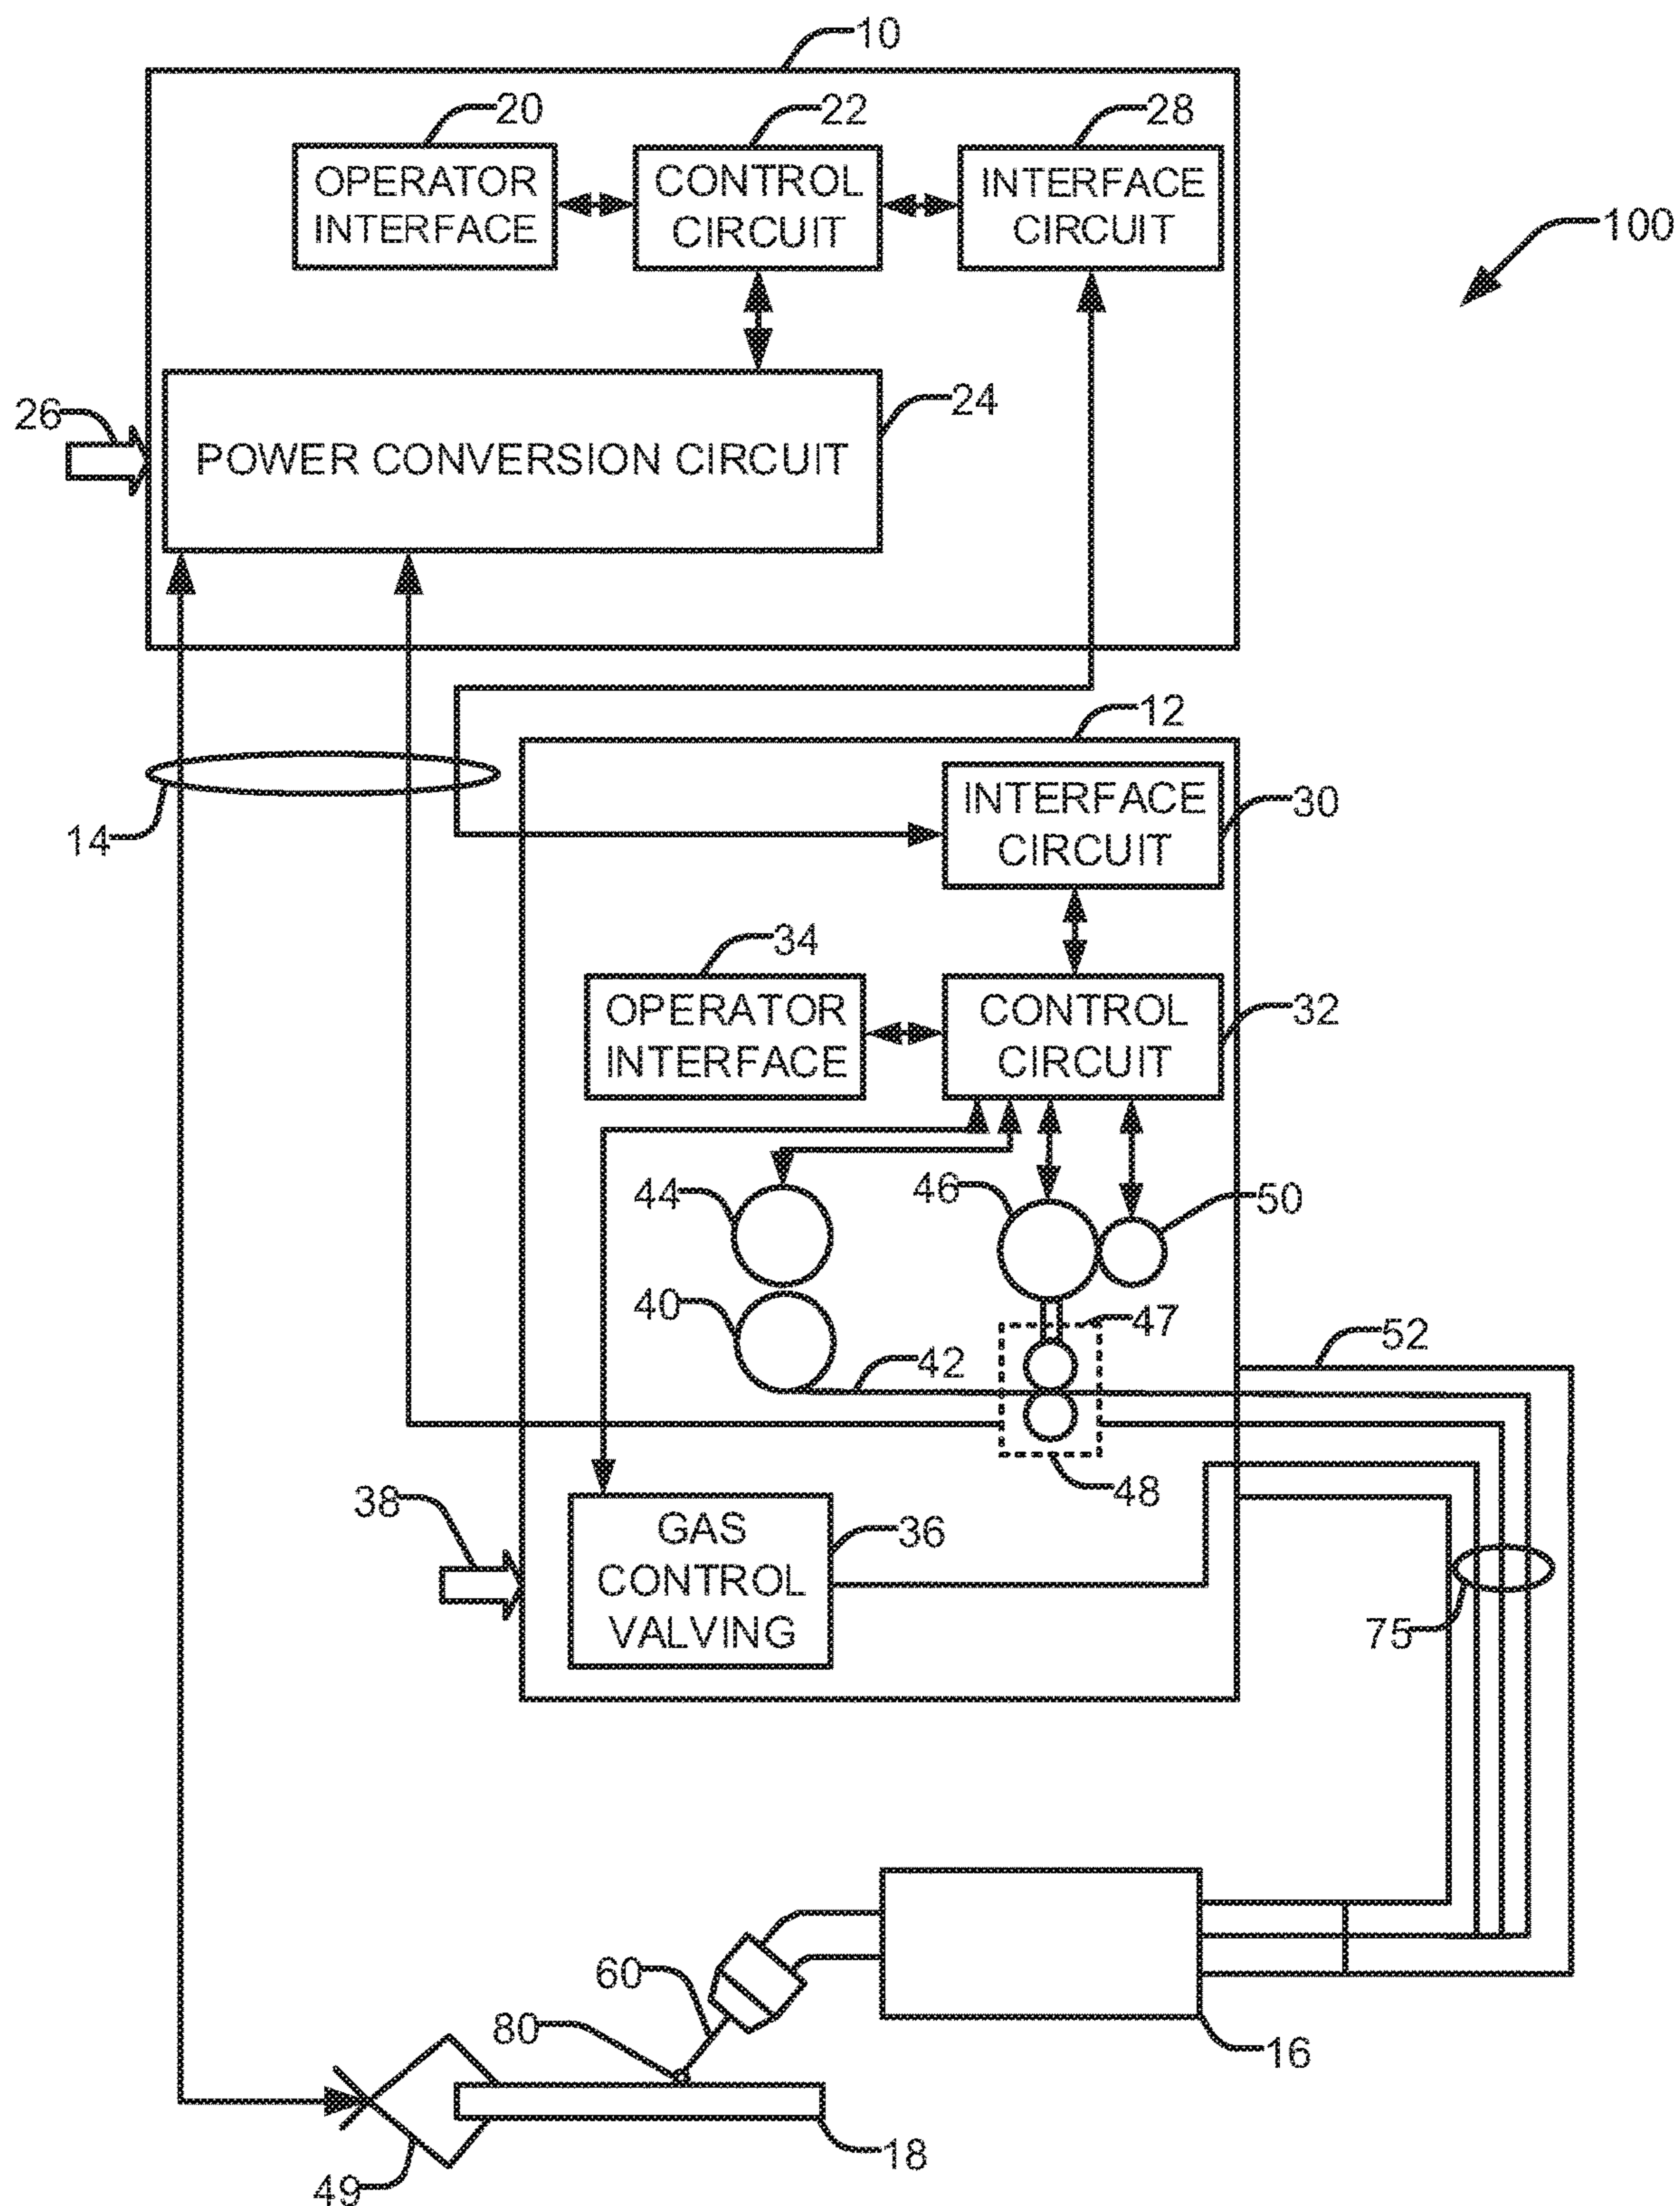 10
20
22
28
OPERATOR
INTERFACE
CONTROL
CIRCUIT
INTERFACE
CIRCUIT
100
26
24
POWER CONVERSION CIRCUIT
12
14
INTERFACE
CIRCUIT
30
34
OPERATOR
INTERFACE
CONTROL
CIRCUIT
32
44
46
50
40
47
42
52
48
38
GAS
CONTROL
VALVING
36
75
60
80
16
18
49